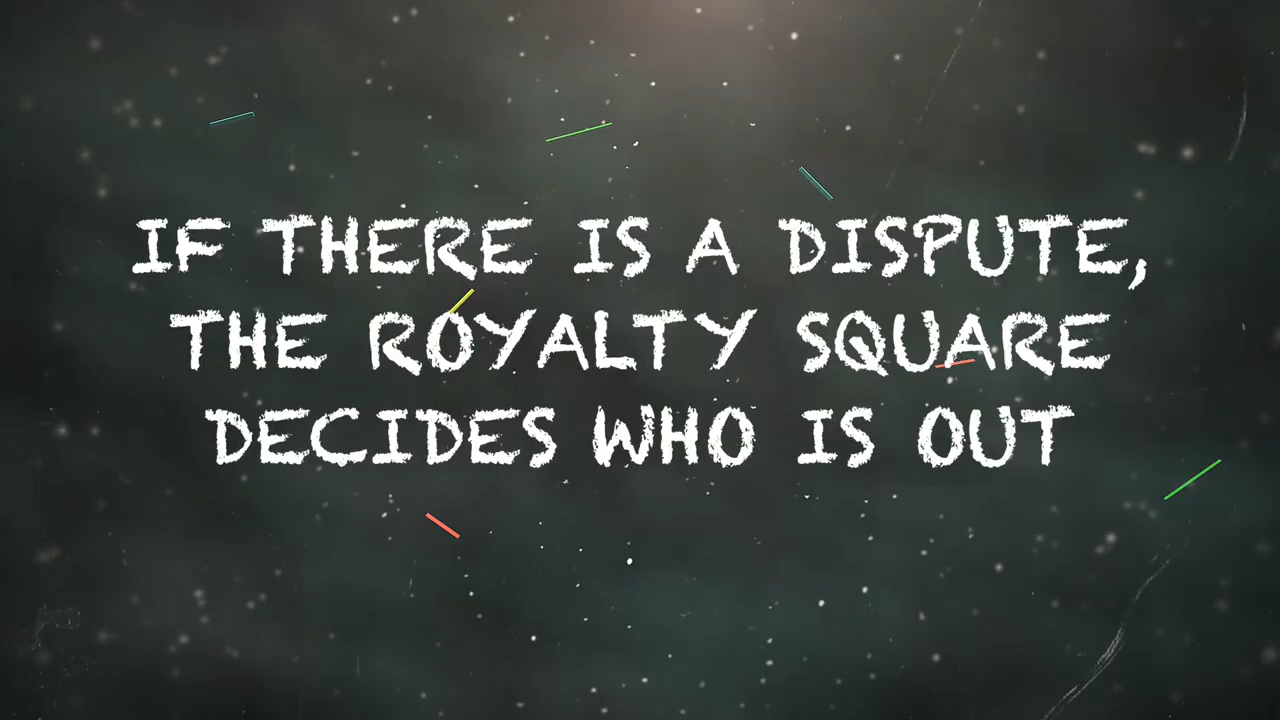 IF THERE IS A DISPUTE,
THE ROYALTY SQUARE
DECIDES WHO IS OUT